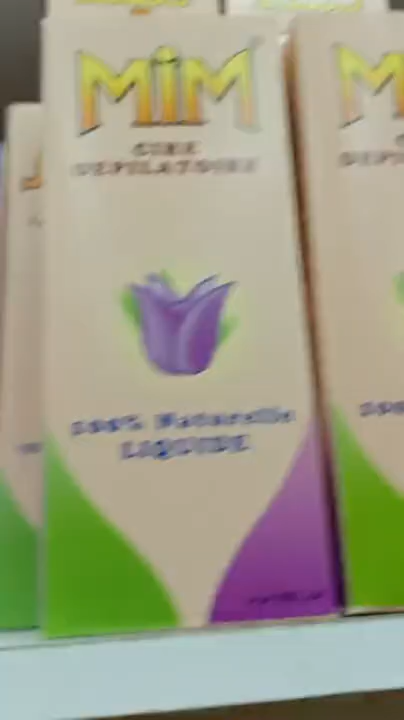 MiM
CIRE
DEPILATOIRE
100% Naturelle
LIQUIDE
M